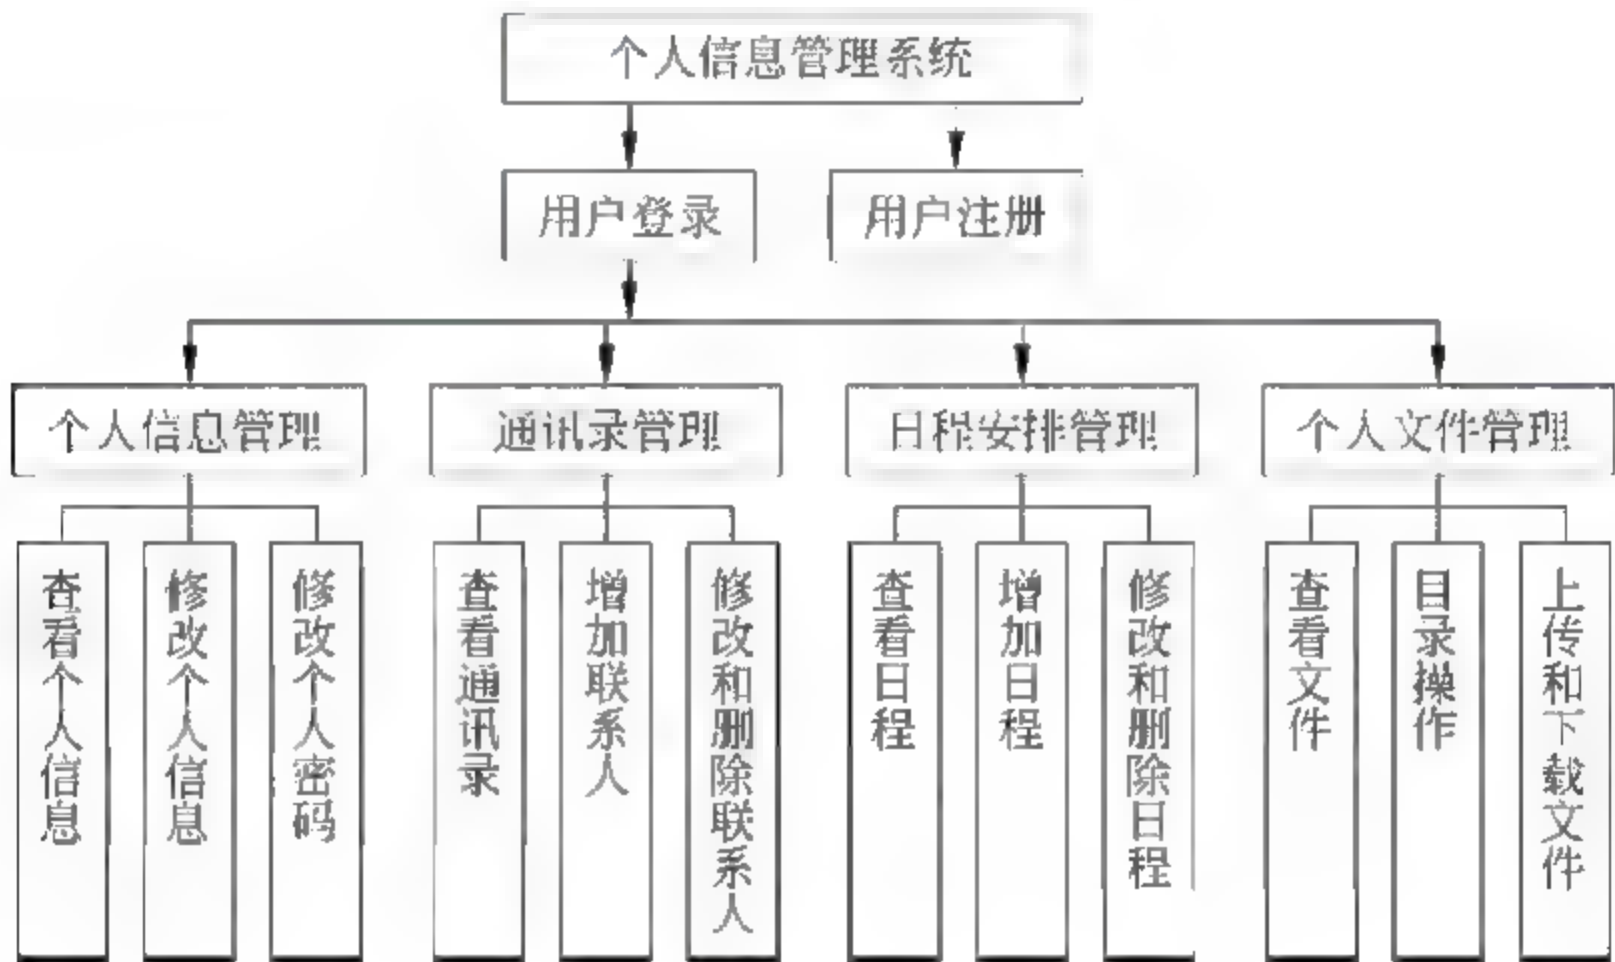 个人信息管理系统
用户登录
用户注册
个人信息管理
通讯录管理
日程安排管理
个人文件管理
查看个人信息
修改个人信息
修改个人密码
查看通讯录
增加联系人
修改和删除联系人
查看日程
增加日程
修改和删除日程
查看文件
目录操作
上传和下载文件